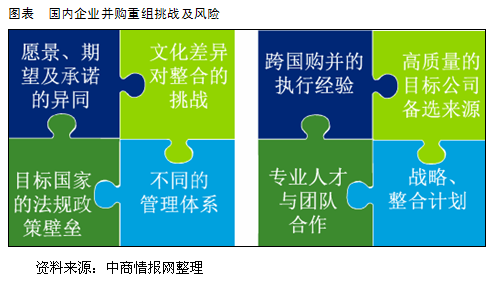 图表 国内企业并购重组挑战及风险
愿景、期
望及承诺
的异同
文化差异
对整合的
挑战
目标国家
的法规政
策壁垒
不同的
管理体系
跨国购并的
执行经验
高质量的
目标公司
备选来源
专业人才
与团队
合作
战略、
整合计划
资料来源：中商情报网整理